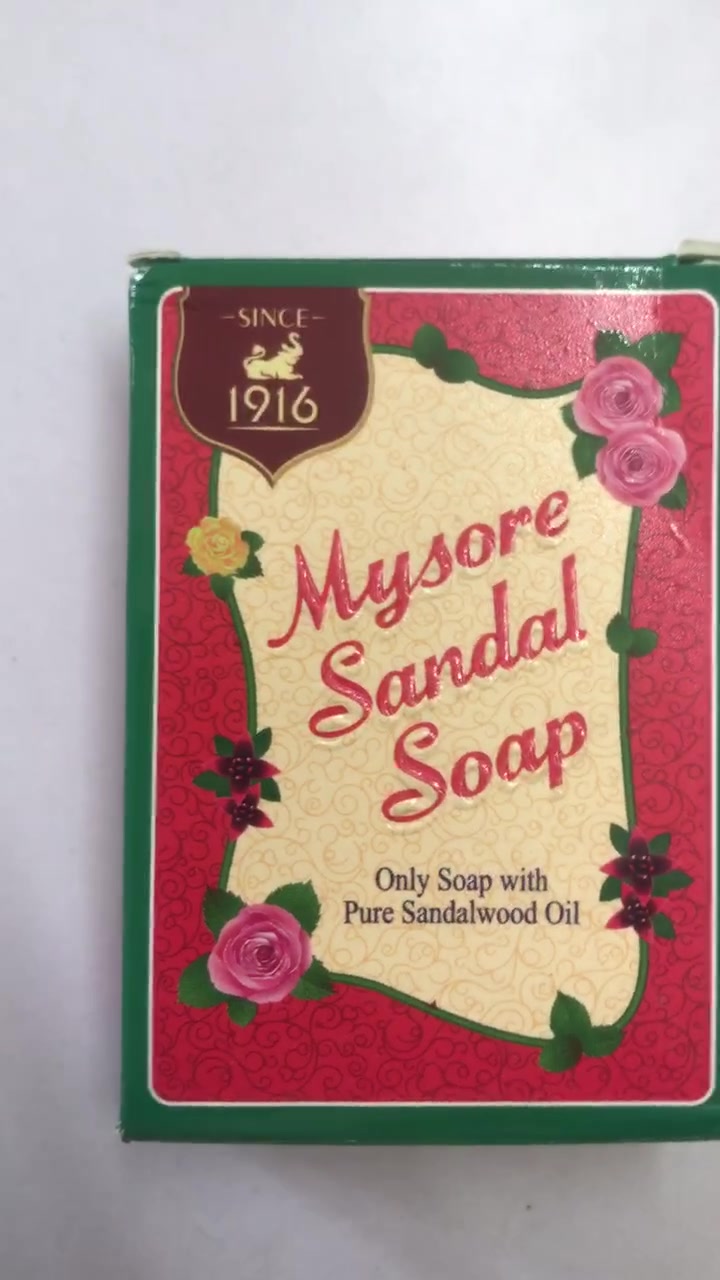 -SINCE-
1916
Mysore
Sandal
Soap
Only Soap with
Pure Sandalwood Oil